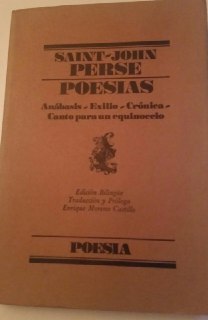 SAINT-JOHN
PERSE
POESIAS
Anábasis - Exilio - Crónica -
Canto para un equinoccio
Edición Bilingüe
Traducción y Prólogo
Enrique Moreno Castillo
POESIA